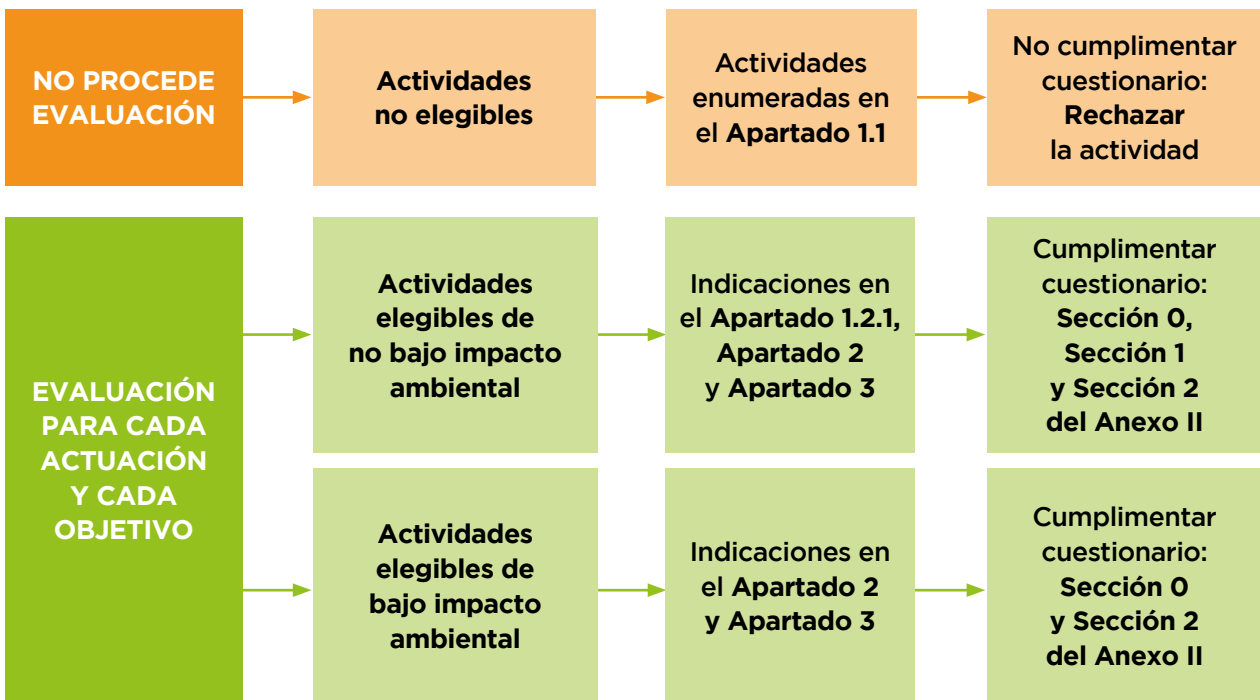 NO PROCEDE
EVALUACIÓN
Actividades
no elegibles
Actividades
enumeradas en
el Apartado 1.1
No cumplimentar
cuestionario:
Rechazar
la actividad
EVALUACIÓN
PARA CADA
ACTUACIÓN
Y CADA
OBJETIVO
Actividades
elegibles de
no bajo impacto
ambiental
Indicaciones en
el Apartado 1.2.1,
Apartado 2
y Apartado 3
Cumplimentar
cuestionario:
Sección 0,
Sección 1
y Sección 2
del Anexo II
Actividades
elegibles de
bajo impacto
ambiental
Indicaciones en
el Apartado 2
y Apartado 3
Cumplimentar
cuestionario:
Sección 0
y Sección 2
del Anexo II